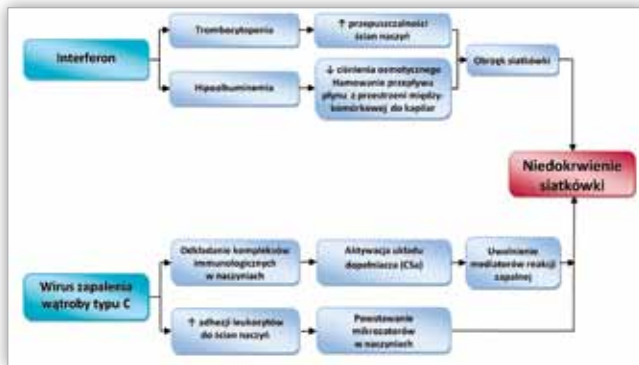 Interferon
Trombocytopenia
↑ przepuszczalności
ścian naczyń
Hipoalbuminemia
↓ ciśnienia osmotycznego
Hamowanie przepływu
płynu z przestrzeni między-
komórkowej do kapilar
Obrzęk siatkówki
Niedokrwienie
siatkówki
Wirus zapalenia
wątroby typu C
Odkładanie kompleksów
immunologicznych
w naczyniach
Aktywacja układu
dopełniacza (C5a)
Uwolnienie
mediatorów reakcji
zapalnej
↑ adhezji leukocytów
do ścian naczyń
Powstawanie
mikrozatorów
w naczyniach